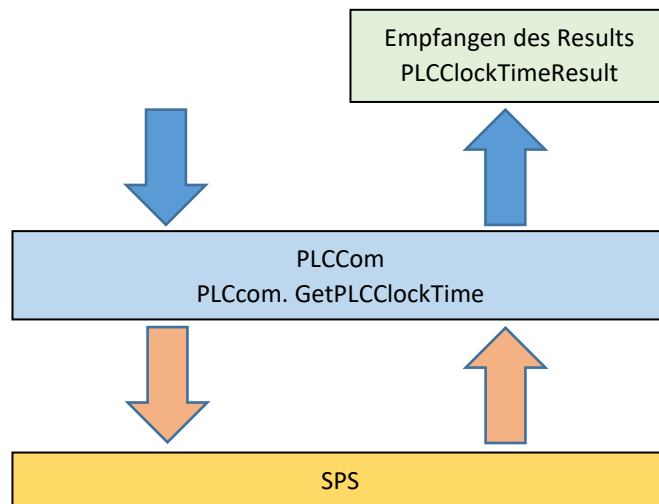 Empfangen des Results
PLCClockTimeResult
PLCCom
PLCcom. GetPLCClockTime
SPS